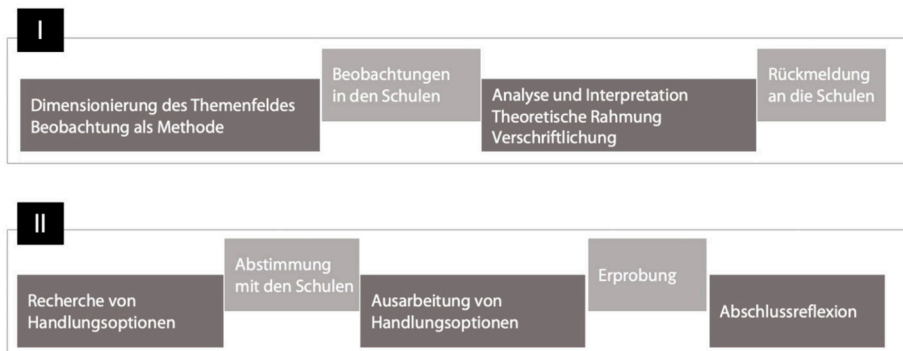 I
Dimensionierung des Themenfeldes
Beobachtung als Methode
Beobachtungen
in den Schulen
Analyse und Interpretation
Theoretische Rahmung
Verschriftlichung
Rückmeldung
an die Schulen
II
Recherche von
Handlungsoptionen
Abstimmung
mit den Schulen
Ausarbeitung von
Handlungsoptionen
Erprobung
Abschlussreflexion